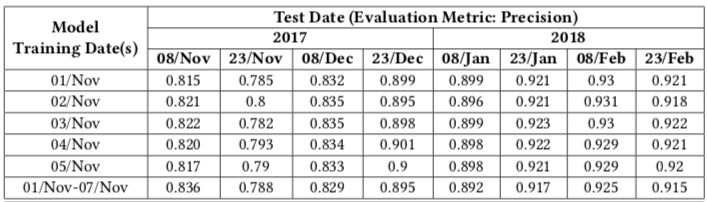 Model Training Date(s) Test Date (Evaluation Metric: Precision)
2017 2018
08/Nov 23/Nov 08/Dec 23/Dec 08/Jan 23/Jan 08/Feb 23/Feb
01/Nov 0.815 0.785 0.832 0.899 0.899 0.921 0.93 0.921
02/Nov 0.821 0.8 0.835 0.895 0.896 0.921 0.931 0.918
03/Nov 0.822 0.782 0.835 0.898 0.899 0.923 0.93 0.922
04/Nov 0.820 0.793 0.834 0.901 0.898 0.922 0.929 0.921
05/Nov 0.817 0.79 0.833 0.9 0.898 0.921 0.929 0.92
01/Nov-07/Nov 0.836 0.788 0.829 0.895 0.892 0.917 0.925 0.915